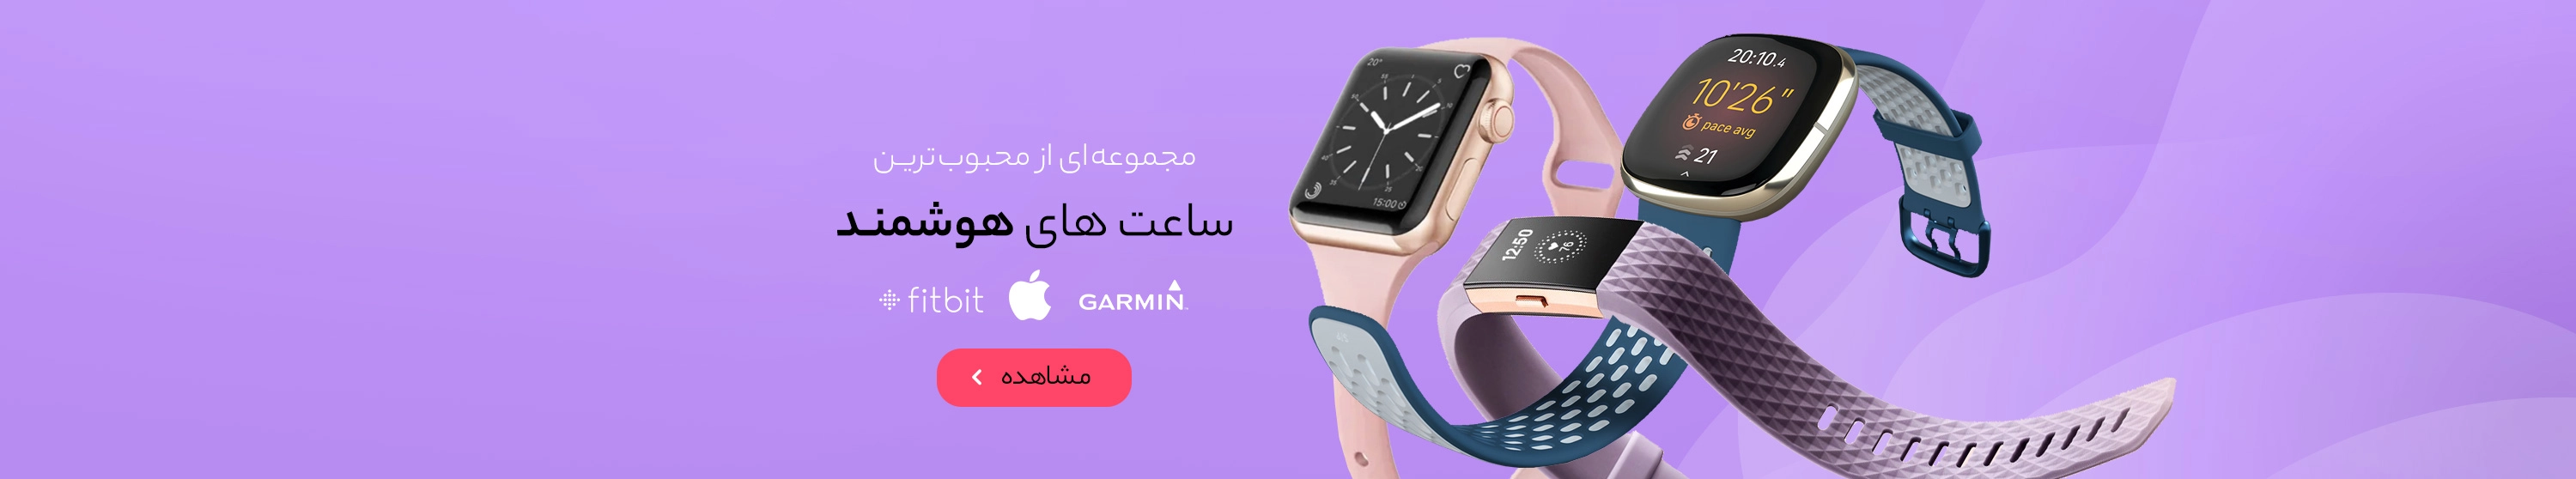 مجموعه‌ای از محبوب‌ترین
ساعت های هوشمند
GARMIN
fitbit
مشاهده
20°
15:00
20:10.4
10'26"
pace avg
21
12:50
76